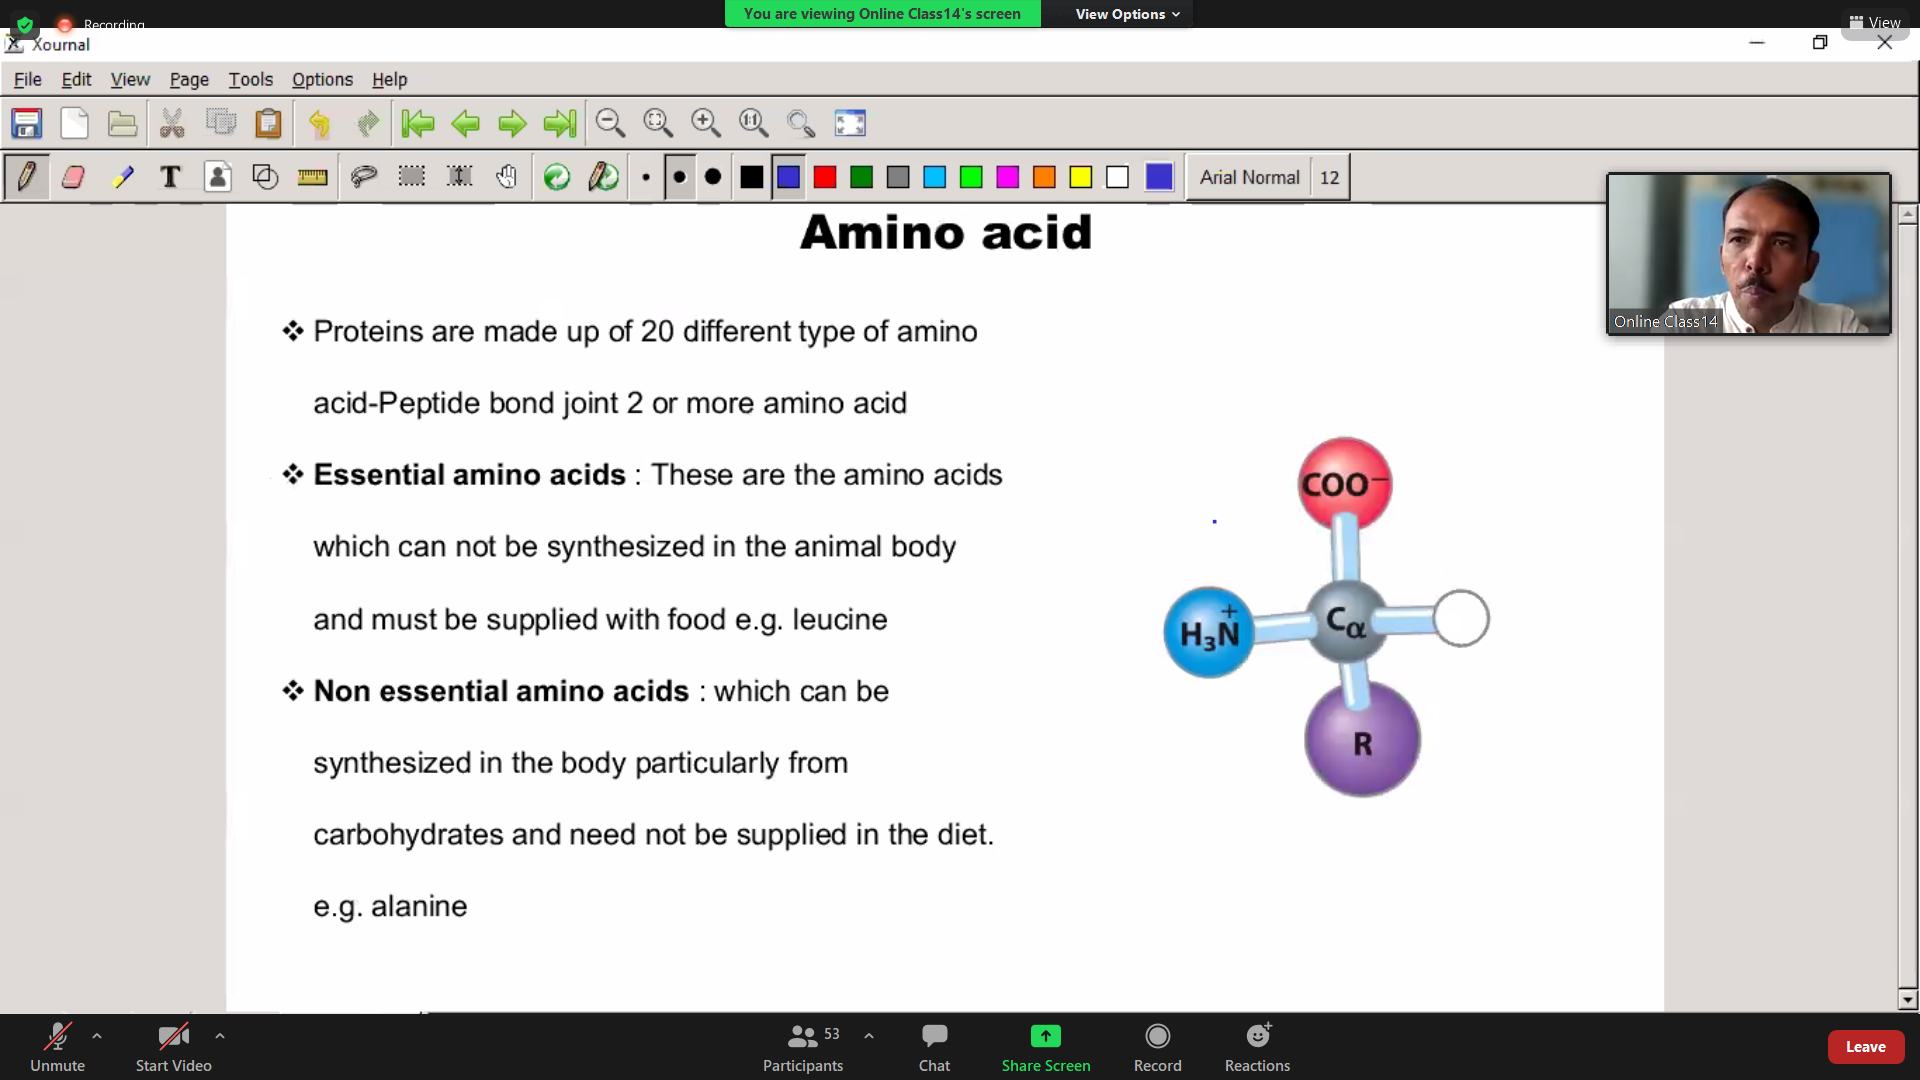 You are viewing Online Class14's screen
View Options
Recording
View
Xournal
File Edit View Page Tools Options Help
T
Arial Normal 12
Online Class14
Amino acid
❖ Proteins are made up of 20 different type of amino
acid-Peptide bond joint 2 or more amino acid
❖ Essential amino acids : These are the amino acids
which can not be synthesized in the animal body
and must be supplied with food e.g. leucine
❖ Non essential amino acids : which can be
synthesized in the body particularly from
carbohydrates and need not be supplied in the diet.
e.g. alanine
COO⁻
H₃N⁺
Cα
R
53
Unmute Start Video Participants Chat Share Screen Record Reactions Leave